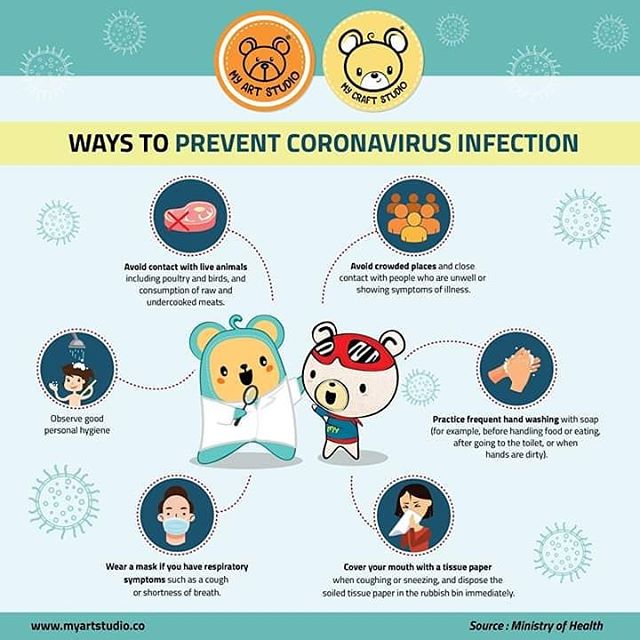 MY ART STUDIO
MY CRAFT STUDIO
WAYS TO PREVENT CORONAVIRUS INFECTION
Avoid contact with live animals
including poultry and birds, and
consumption of raw and
undercooked meats.
Avoid crowded places and close
contact with people who are unwell or
showing symptoms of illness.
Observe good
personal hygiene
Practice frequent hand washing with soap
(for example, before handling food or eating,
after going to the toilet, or when
hands are dirty).
Wear a mask if you have respiratory
symptoms such as a cough
or shortness of breath.
Cover your mouth with a tissue paper
when coughing or sneezing, and dispose the
soiled tissue paper in the rubbish bin immediately.
www.myartstudio.co
Source : Ministry of Health